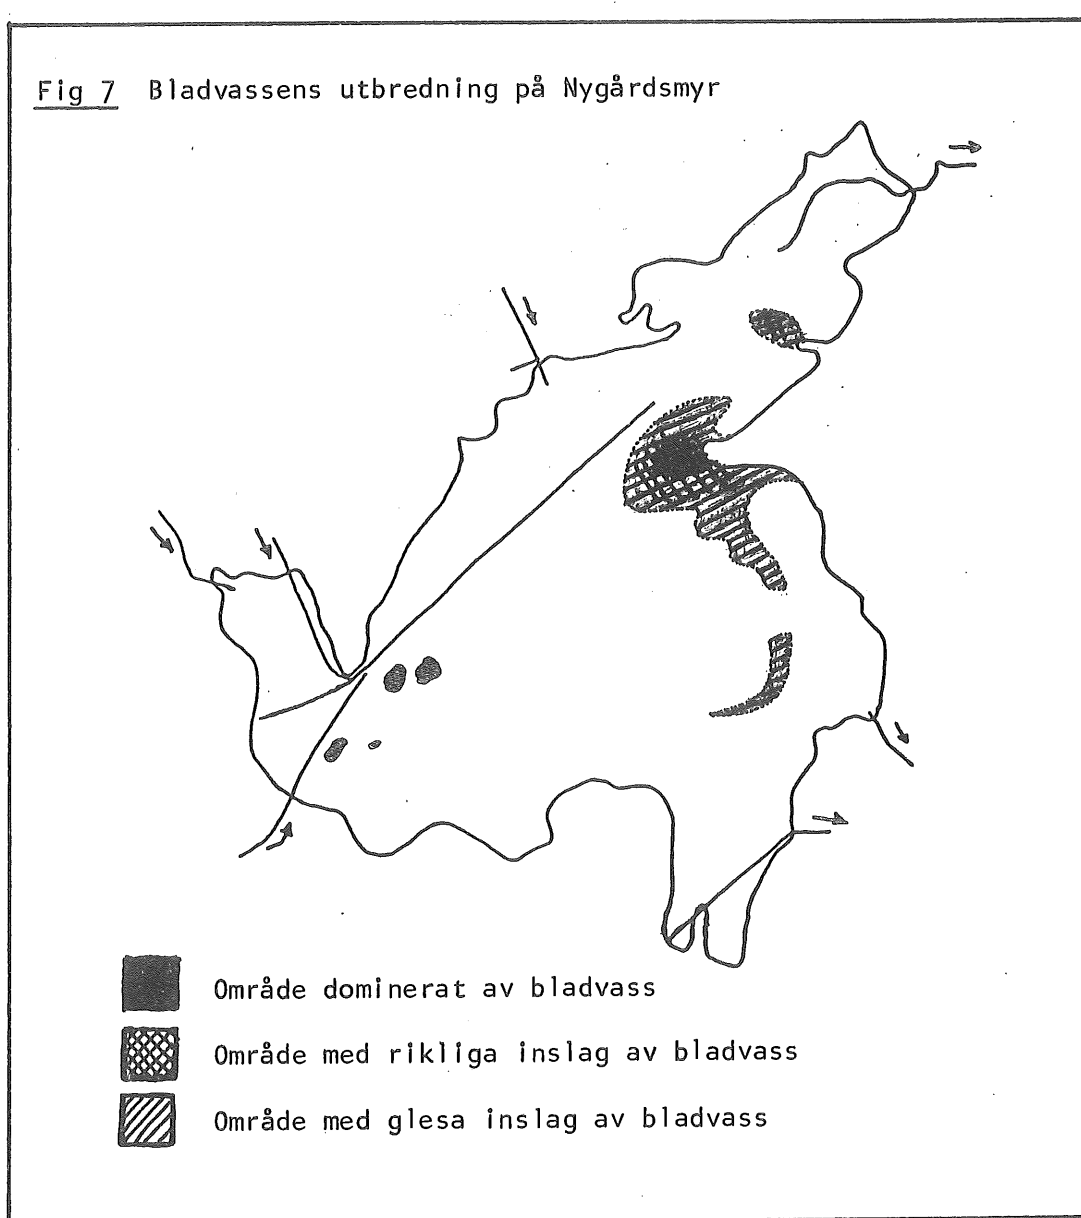 Fig 7 Bladvassens utbredning på Nygårdsmyr
Område dominerat av bladvass
Område med rikliga inslag av bladvass
Område med glesa inslag av bladvass